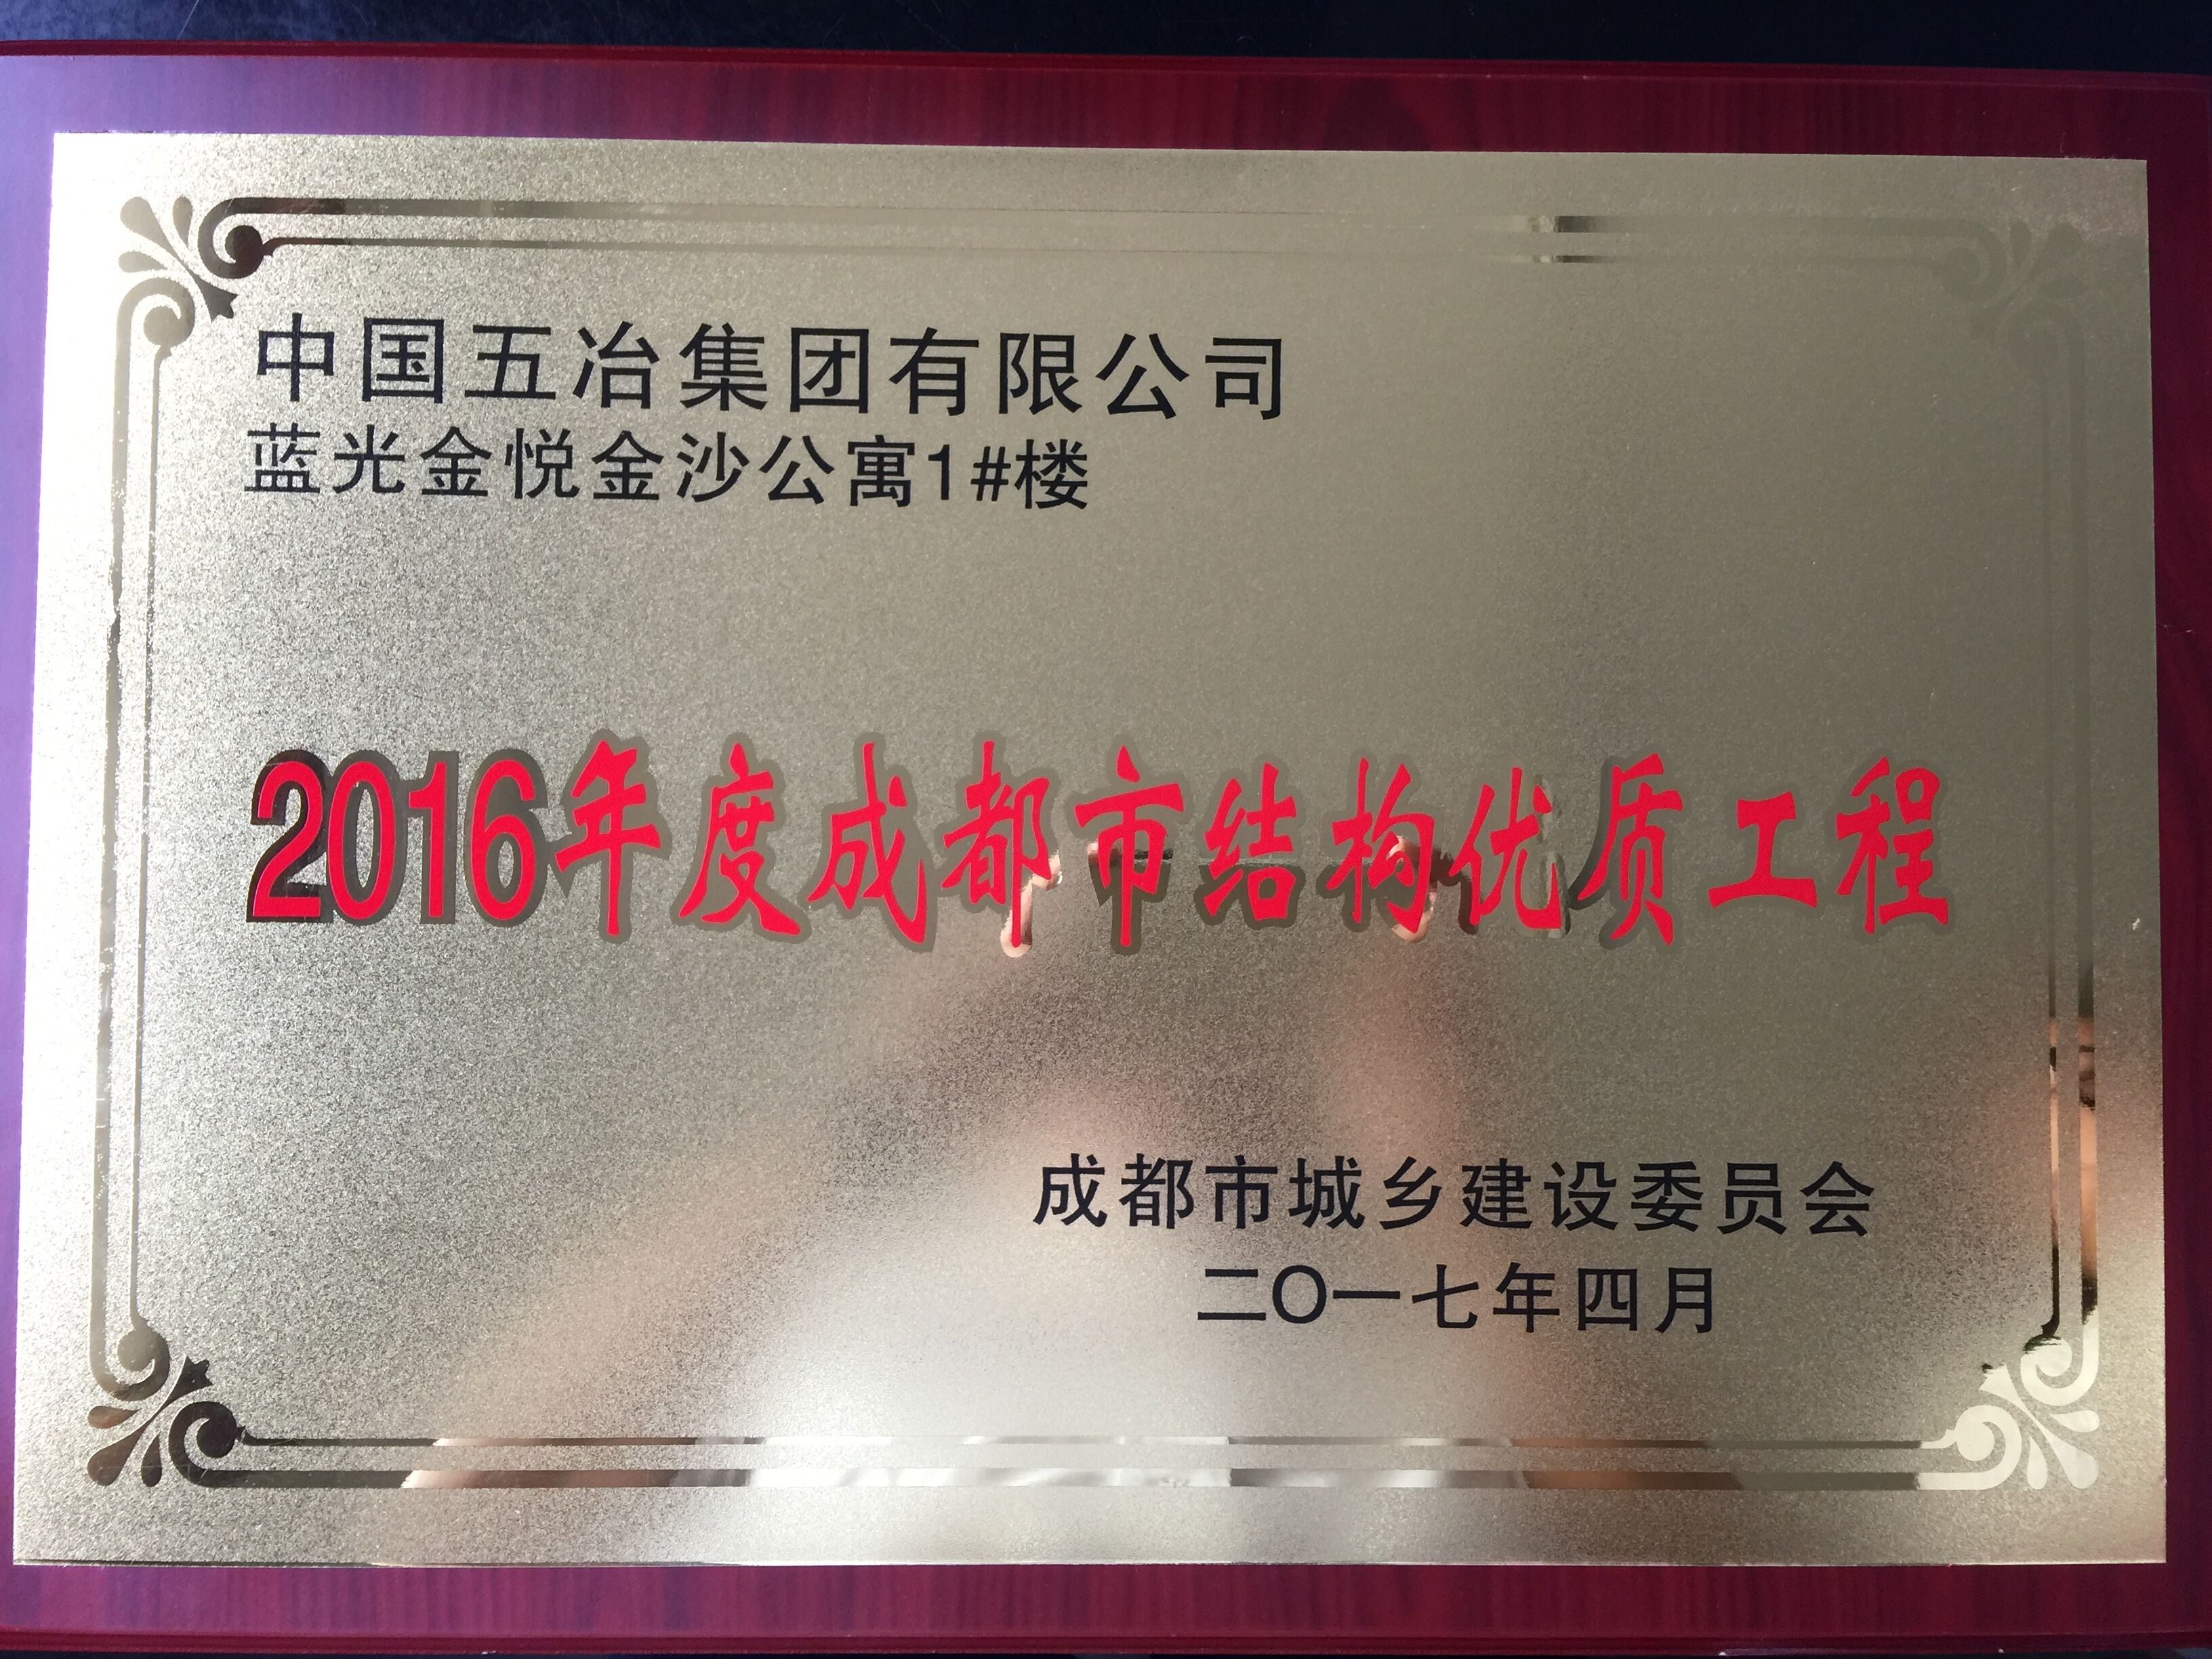 中国五冶集团有限公司
蓝光金悦金沙公寓1#楼
2016年度成都市结构优质工程
成都市城乡建设委员会
二〇一七年四月